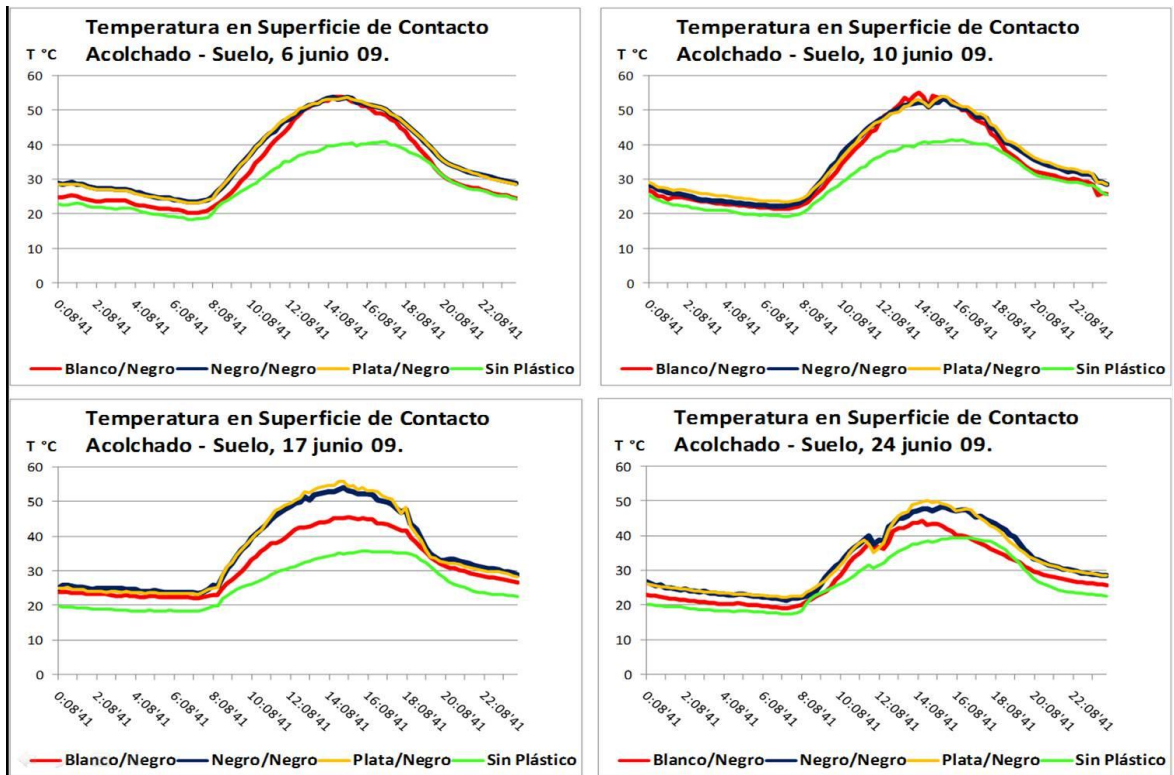 Temperatura en Superficie de Contacto
T °C Acolchado - Suelo, 6 junio 09.
60
50
40
30
20
10
0
0:08'41 2:08'41 4:08'41 6:08'41 8:08'41 10:08'41 12:08'41 14:08'41 16:08'41 18:08'41 20:08'41 22:08'41
Blanco/Negro Negro/Negro Plata/Negro Sin Plástico
Temperatura en Superficie de Contacto
T °C Acolchado - Suelo, 10 junio 09.
60
50
40
30
20
10
0
0:08'41 2:08'41 4:08'41 6:08'41 8:08'41 10:08'41 12:08'41 14:08'41 16:08'41 18:08'41 20:08'41 22:08'41
Blanco/Negro Negro/Negro Plata/Negro Sin Plástico
Temperatura en Superficie de Contacto
T °C Acolchado - Suelo, 17 junio 09.
60
50
40
30
20
10
0
0:08'41 2:08'41 4:08'41 6:08'41 8:08'41 10:08'41 12:08'41 14:08'41 16:08'41 18:08'41 20:08'41 22:08'41
Blanco/Negro Negro/Negro Plata/Negro Sin Plástico
Temperatura en Superficie de Contacto
T °C Acolchado - Suelo, 24 junio 09.
60
50
40
30
20
10
0
0:08'41 2:08'41 4:08'41 6:08'41 8:08'41 10:08'41 12:08'41 14:08'41 16:08'41 18:08'41 20:08'41 22:08'41
Blanco/Negro Negro/Negro Plata/Negro Sin Plástico